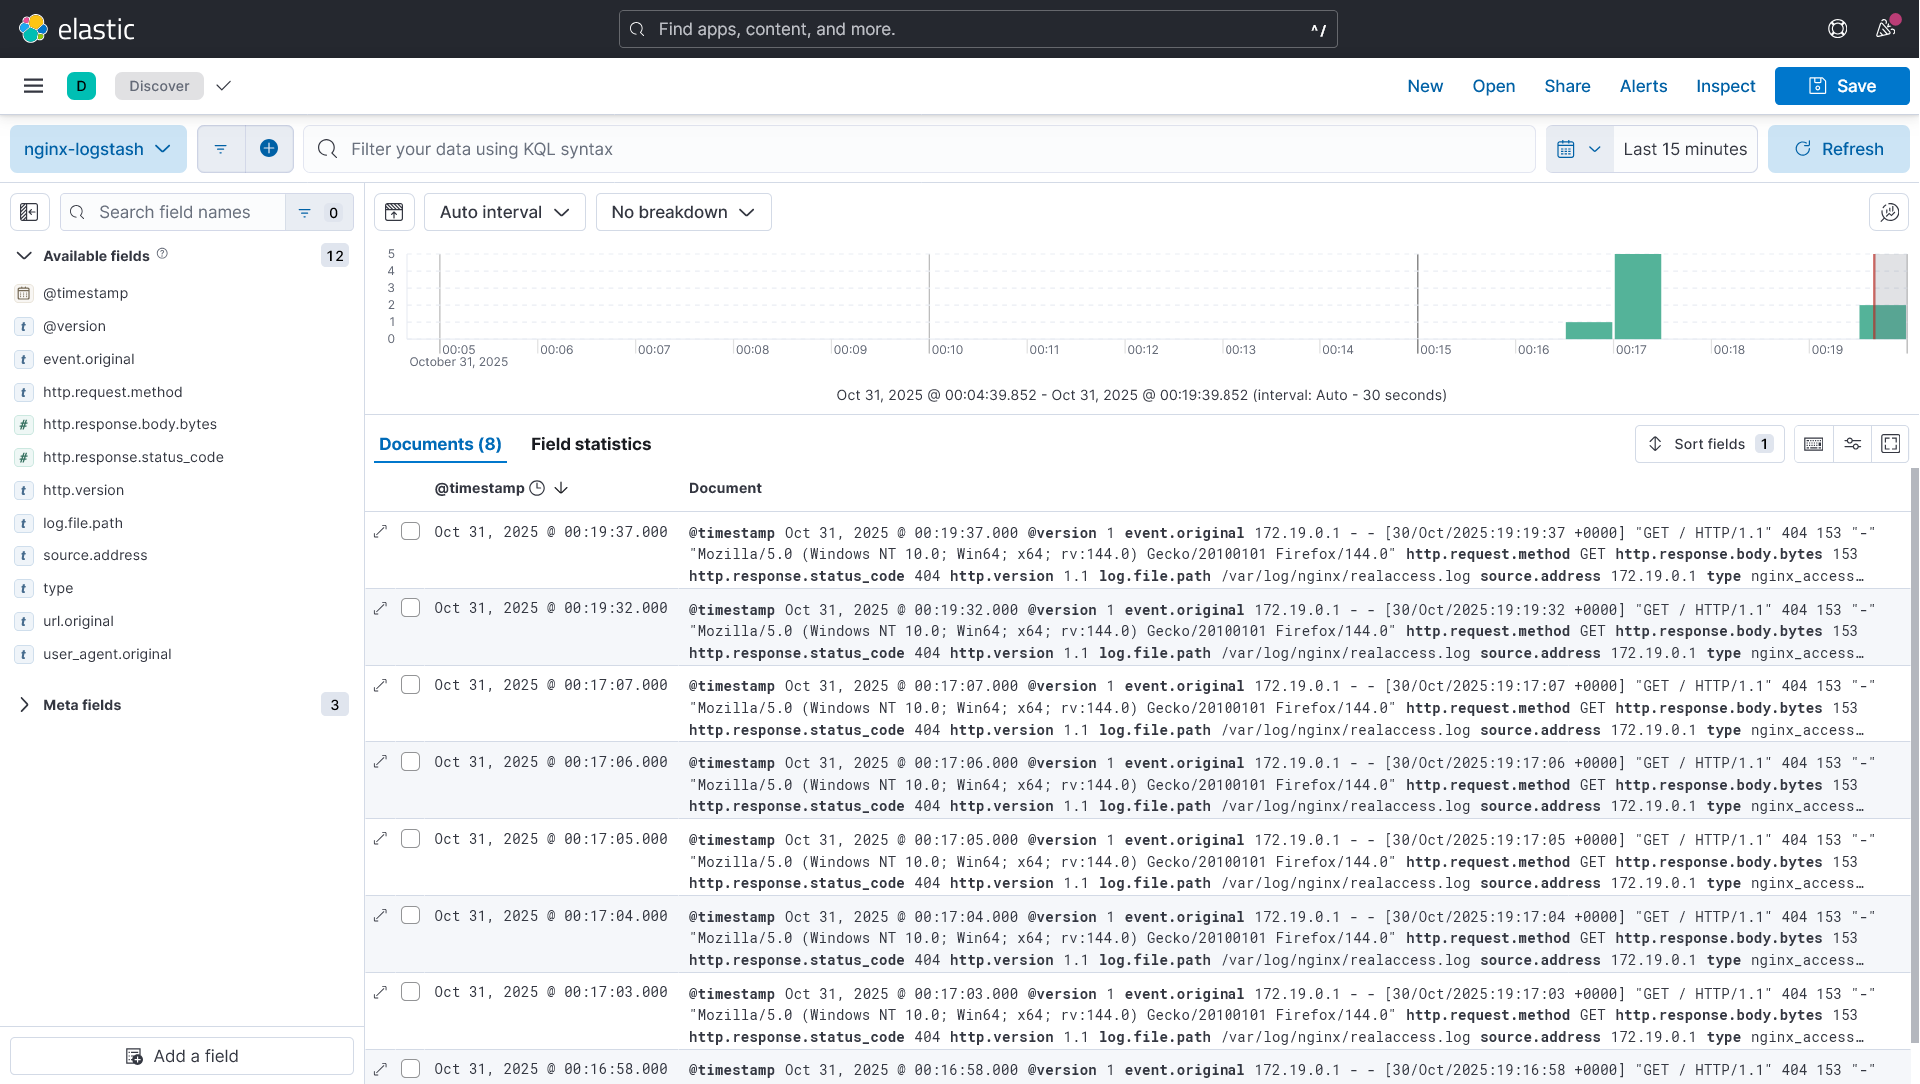 elastic
Find apps, content, and more.
^/
D
Discover
New
Open
Share
Alerts
Inspect
Save
nginx-logstash
Filter your data using KQL syntax
Last 15 minutes
Refresh
Search field names
0
Available fields
12
@timestamp
t @version
t event.original
t http.request.method
# http.response.body.bytes
# http.response.status_code
t http.version
t log.file.path
t source.address
t type
t url.original
t user_agent.original
Meta fields
3
Add a field
Auto interval
No breakdown
5
4
3
2
1
0
00:05 00:06 00:07 00:08 00:09 00:10 00:11 00:12 00:13 00:14 00:15 00:16 00:17 00:18 00:19
October 31, 2025
Oct 31, 2025 @ 00:04:39.852 - Oct 31, 2025 @ 00:19:39.852 (interval: Auto - 30 seconds)
Documents (8)
Field statistics
Sort fields 1
@timestamp
Document
Oct 31, 2025 @ 00:19:37.000
@timestamp Oct 31, 2025 @ 00:19:37.000 @version 1 event.original 172.19.0.1 - - [30/Oct/2025:19:19:37 +0000] "GET / HTTP/1.1" 404 153 "-"
"Mozilla/5.0 (Windows NT 10.0; Win64; x64; rv:144.0) Gecko/20100101 Firefox/144.0" http.request.method GET http.response.body.bytes 153
http.response.status_code 404 http.version 1.1 log.file.path /var/log/nginx/realaccess.log source.address 172.19.0.1 type nginx_access…
Oct 31, 2025 @ 00:19:32.000
@timestamp Oct 31, 2025 @ 00:19:32.000 @version 1 event.original 172.19.0.1 - - [30/Oct/2025:19:19:32 +0000] "GET / HTTP/1.1" 404 153 "-"
"Mozilla/5.0 (Windows NT 10.0; Win64; x64; rv:144.0) Gecko/20100101 Firefox/144.0" http.request.method GET http.response.body.bytes 153
http.response.status_code 404 http.version 1.1 log.file.path /var/log/nginx/realaccess.log source.address 172.19.0.1 type nginx_access…
Oct 31, 2025 @ 00:17:07.000
@timestamp Oct 31, 2025 @ 00:17:07.000 @version 1 event.original 172.19.0.1 - - [30/Oct/2025:19:17:07 +0000] "GET / HTTP/1.1" 404 153 "-"
"Mozilla/5.0 (Windows NT 10.0; Win64; x64; rv:144.0) Gecko/20100101 Firefox/144.0" http.request.method GET http.response.body.bytes 153
http.response.status_code 404 http.version 1.1 log.file.path /var/log/nginx/realaccess.log source.address 172.19.0.1 type nginx_access…
Oct 31, 2025 @ 00:17:06.000
@timestamp Oct 31, 2025 @ 00:17:06.000 @version 1 event.original 172.19.0.1 - - [30/Oct/2025:19:17:06 +0000] "GET / HTTP/1.1" 404 153 "-"
"Mozilla/5.0 (Windows NT 10.0; Win64; x64; rv:144.0) Gecko/20100101 Firefox/144.0" http.request.method GET http.response.body.bytes 153
http.response.status_code 404 http.version 1.1 log.file.path /var/log/nginx/realaccess.log source.address 172.19.0.1 type nginx_access…
Oct 31, 2025 @ 00:17:05.000
@timestamp Oct 31, 2025 @ 00:17:05.000 @version 1 event.original 172.19.0.1 - - [30/Oct/2025:19:17:05 +0000] "GET / HTTP/1.1" 404 153 "-"
"Mozilla/5.0 (Windows NT 10.0; Win64; x64; rv:144.0) Gecko/20100101 Firefox/144.0" http.request.method GET http.response.body.bytes 153
http.response.status_code 404 http.version 1.1 log.file.path /var/log/nginx/realaccess.log source.address 172.19.0.1 type nginx_access…
Oct 31, 2025 @ 00:17:04.000
@timestamp Oct 31, 2025 @ 00:17:04.000 @version 1 event.original 172.19.0.1 - - [30/Oct/2025:19:17:04 +0000] "GET / HTTP/1.1" 404 153 "-"
"Mozilla/5.0 (Windows NT 10.0; Win64; x64; rv:144.0) Gecko/20100101 Firefox/144.0" http.request.method GET http.response.body.bytes 153
http.response.status_code 404 http.version 1.1 log.file.path /var/log/nginx/realaccess.log source.address 172.19.0.1 type nginx_access…
Oct 31, 2025 @ 00:17:03.000
@timestamp Oct 31, 2025 @ 00:17:03.000 @version 1 event.original 172.19.0.1 - - [30/Oct/2025:19:17:03 +0000] "GET / HTTP/1.1" 404 153 "-"
"Mozilla/5.0 (Windows NT 10.0; Win64; x64; rv:144.0) Gecko/20100101 Firefox/144.0" http.request.method GET http.response.body.bytes 153
http.response.status_code 404 http.version 1.1 log.file.path /var/log/nginx/realaccess.log source.address 172.19.0.1 type nginx_access…
Oct 31, 2025 @ 00:16:58.000
@timestamp Oct 31, 2025 @ 00:16:58.000 @version 1 event.original 172.19.0.1 - - [30/Oct/2025:19:16:58 +0000] "GET / HTTP/1.1" 404 153 "-"